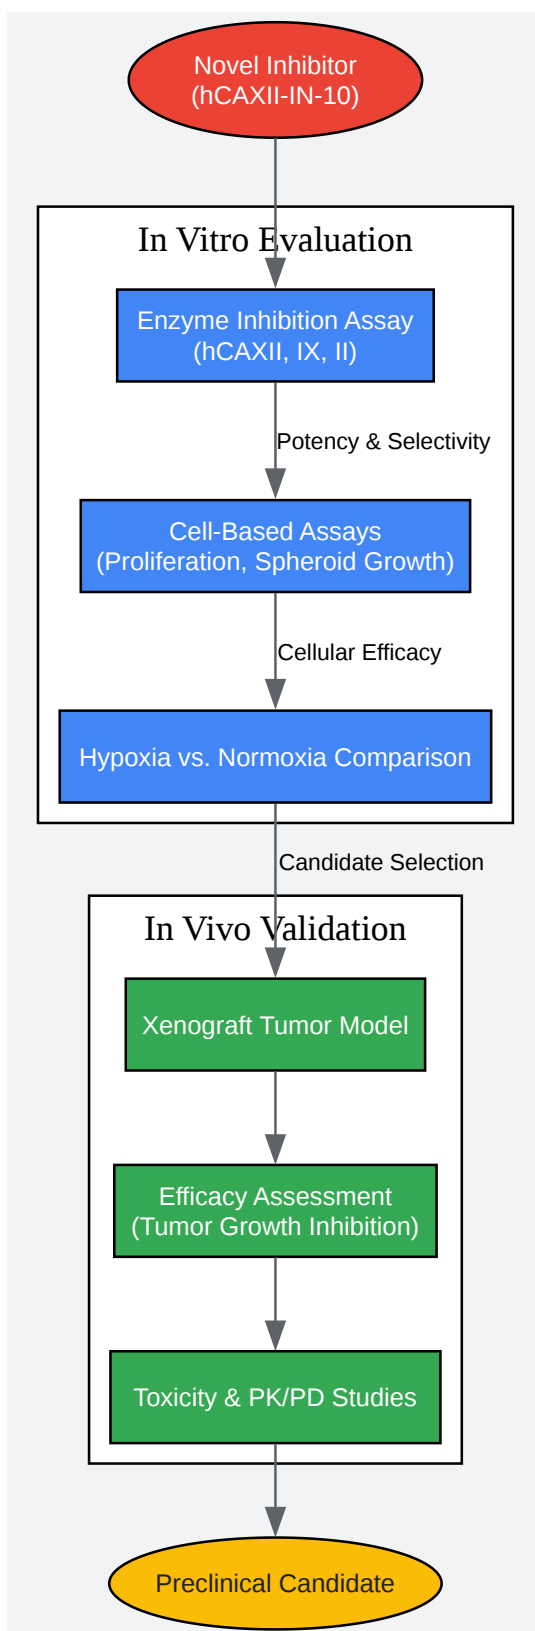 Novel Inhibitor
(hCAXII-IN-10)
In Vitro Evaluation
Enzyme Inhibition Assay
(hCAXII, IX, II)
Potency & Selectivity
Cell-Based Assays
(Proliferation, Spheroid Growth)
Cellular Efficacy
Hypoxia vs. Normoxia Comparison
Candidate Selection
In Vivo Validation
Xenograft Tumor Model
Efficacy Assessment
(Tumor Growth Inhibition)
Toxicity & PK/PD Studies
Preclinical Candidate